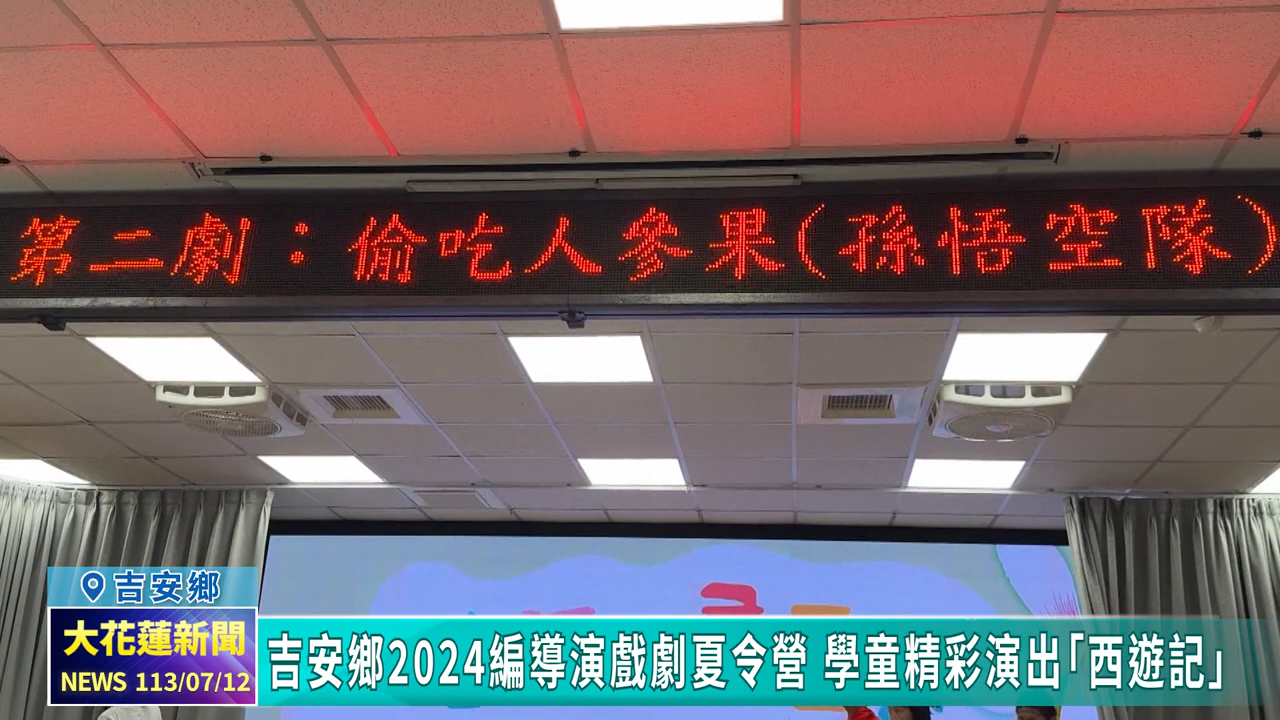 第二劇：偷吃人參果(孫悟空隊)
吉安鄉
大花蓮新聞
NEWS 113/07/12
吉安鄉2024編導演戲劇夏令營 學童精彩演出「西遊記」